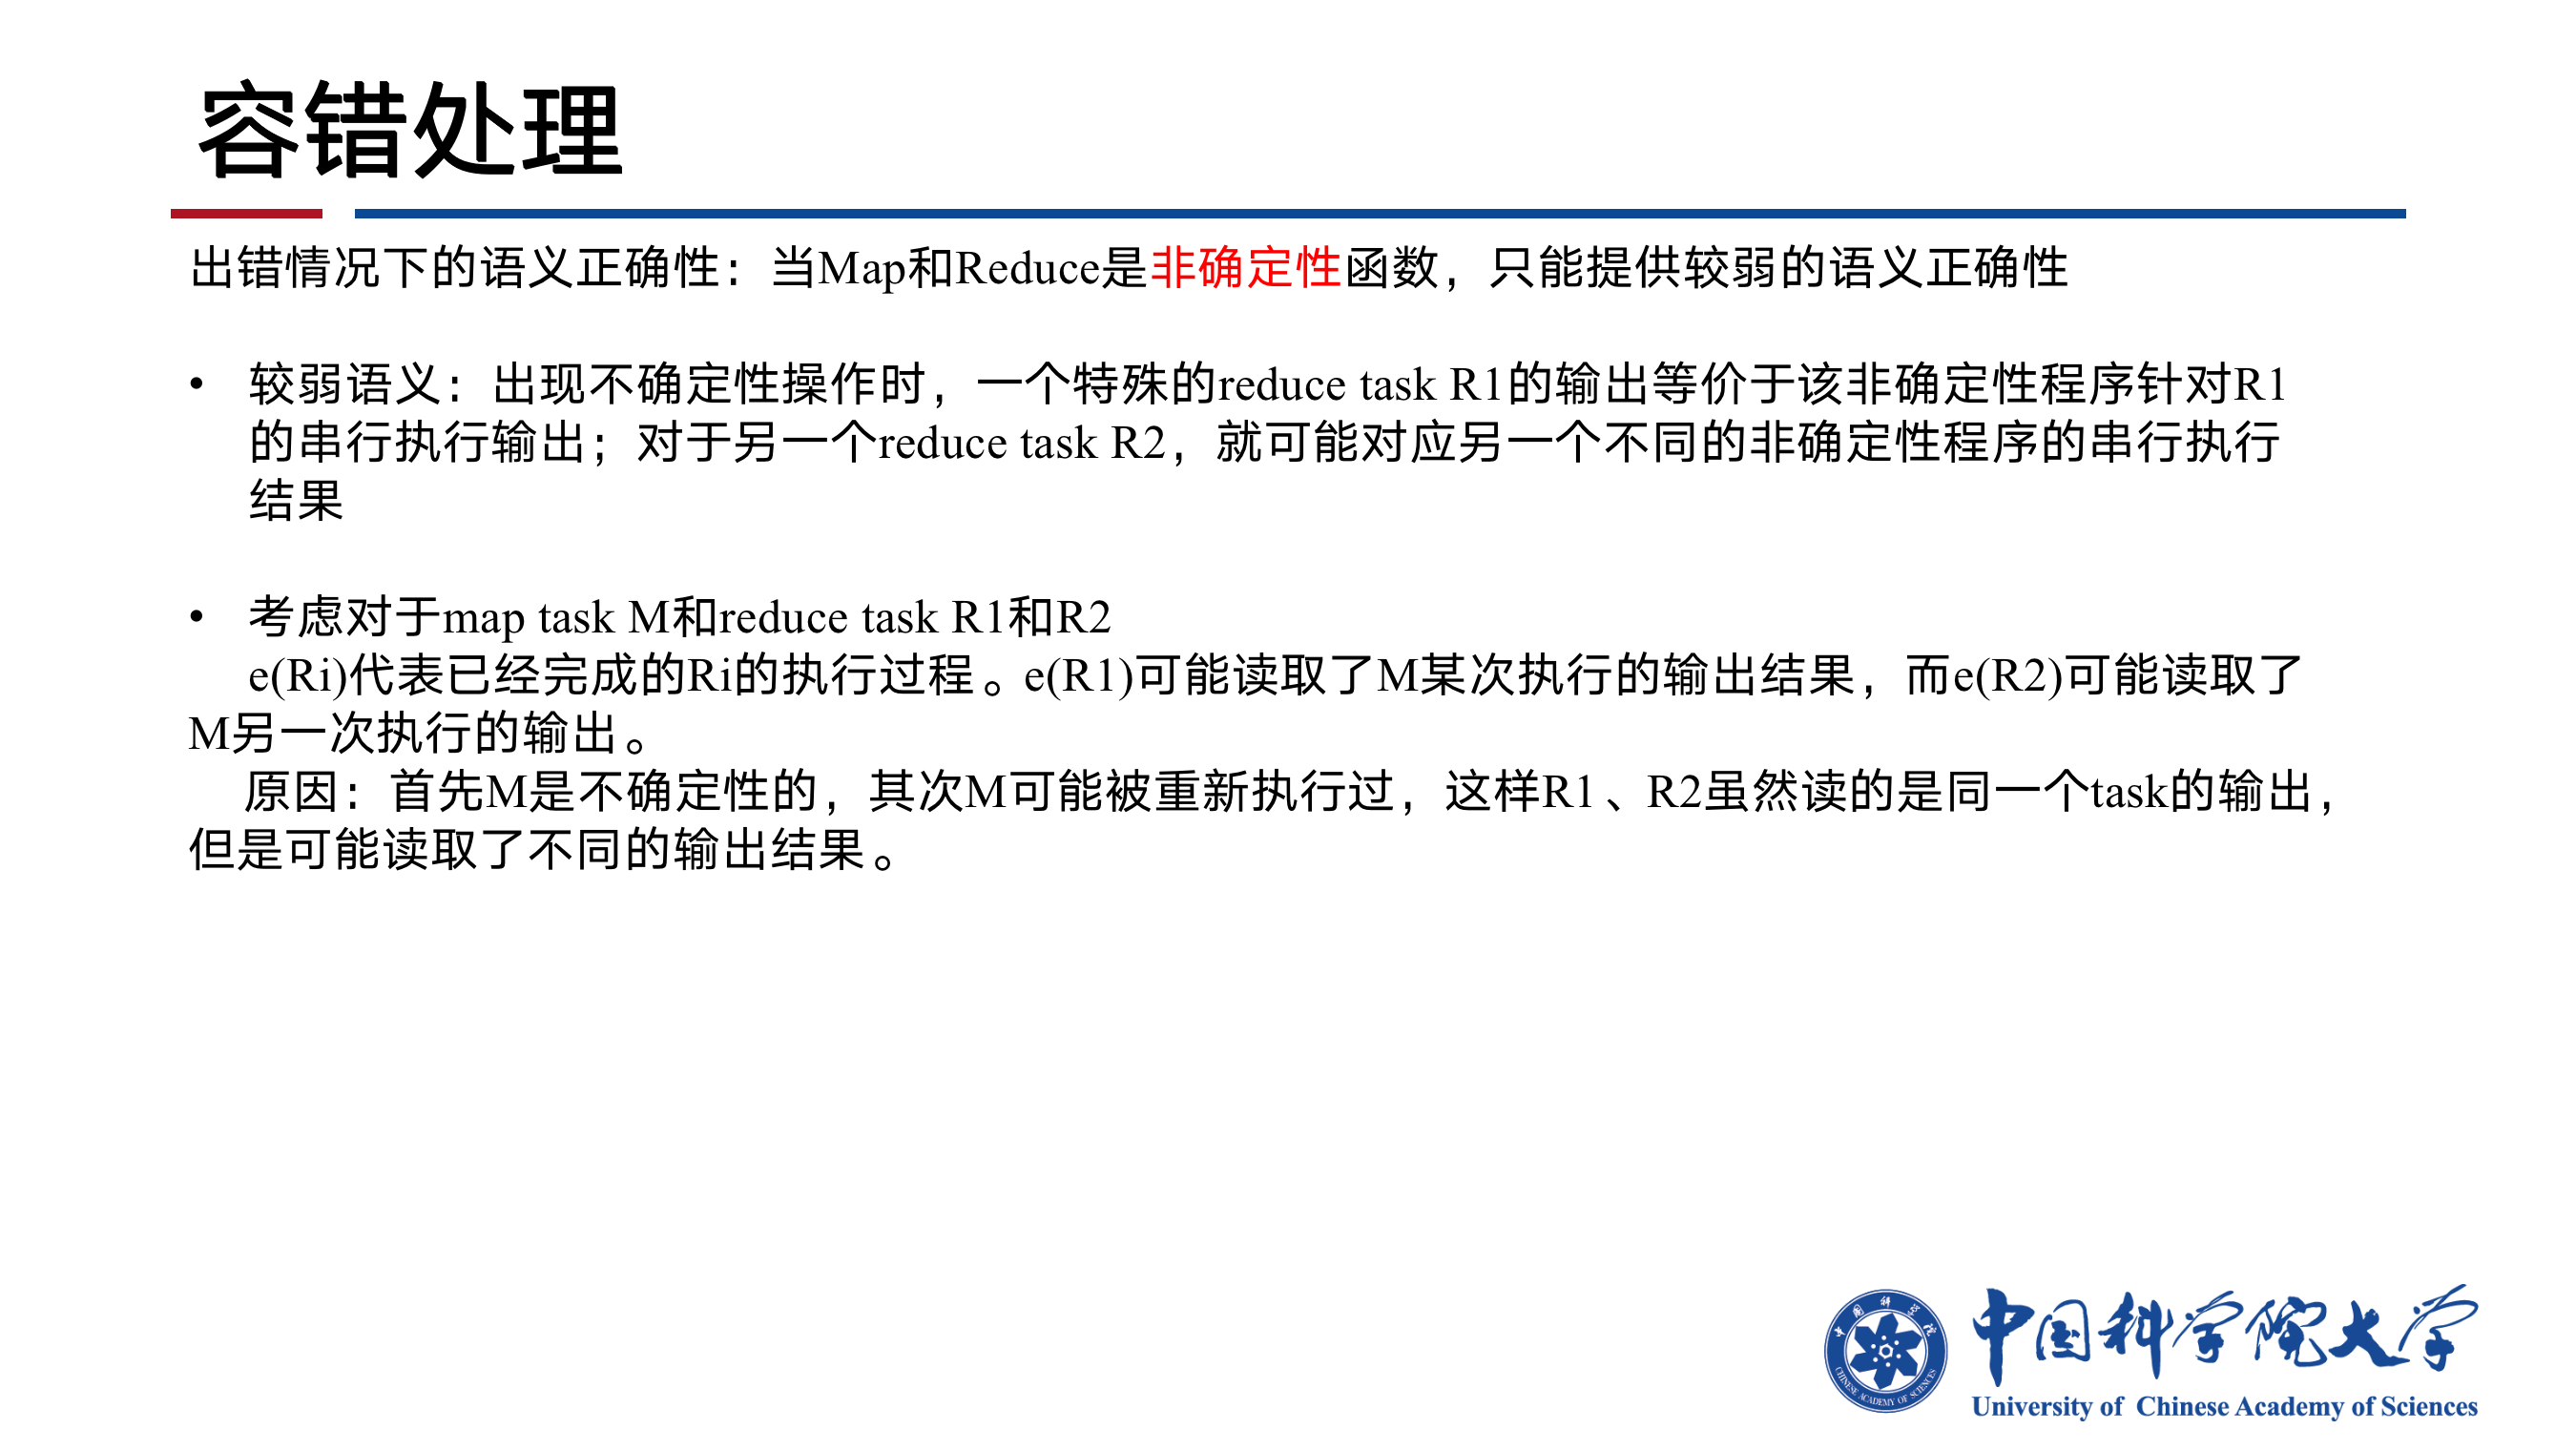 容错处理
出错情况下的语义正确性：当Map和Reduce是非确定性函数，只能提供较弱的语义正确性
• 较弱语义：出现不确定性操作时，一个特殊的reduce task R1的输出等价于该非确定性程序针对R1
的串行执行输出；对于另一个reduce task R2，就可能对应另一个不同的非确定性程序的串行执行
结果
• 考虑对于map task M和reduce task R1和R2
e(Ri)代表已经完成的Ri的执行过程。e(R1)可能读取了M某次执行的输出结果，而e(R2)可能读取了
M另一次执行的输出。
原因：首先M是不确定性的，其次M可能被重新执行过，这样R1、R2虽然读的是同一个task的输出，
但是可能读取了不同的输出结果。
中国科学院
CHINESE ACADEMY OF SCIENCES
中国科学院大学
University of Chinese Academy of Sciences